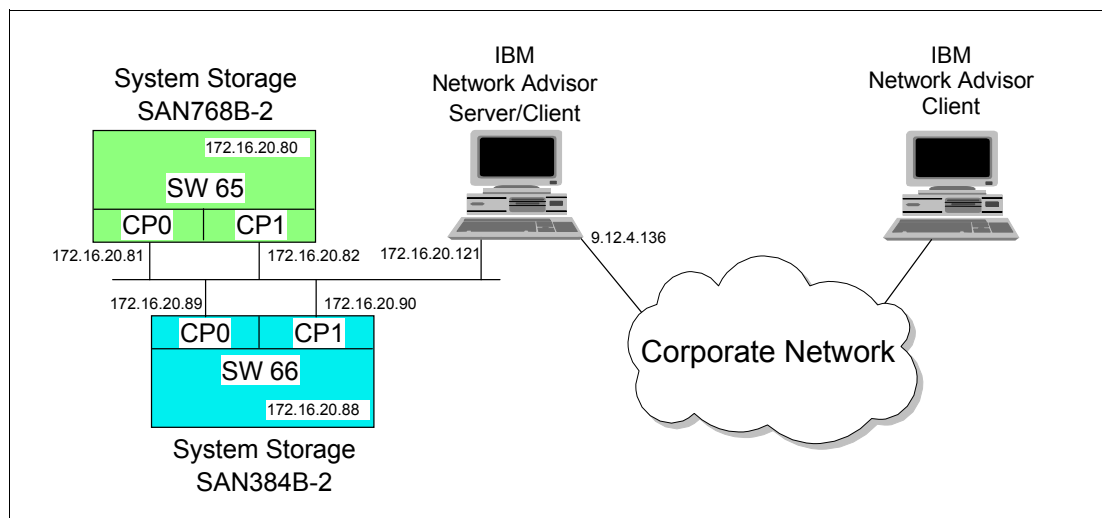 System Storage
SAN768B-2
172.16.20.80
SW 65
CP0
CP1
172.16.20.81
172.16.20.82
172.16.20.121
172.16.20.89
172.16.20.90
CP0
CP1
SW 66
172.16.20.88
System Storage
SAN384B-2
IBM
Network Advisor
Server/Client
9.12.4.136
IBM
Network Advisor
Client
Corporate Network